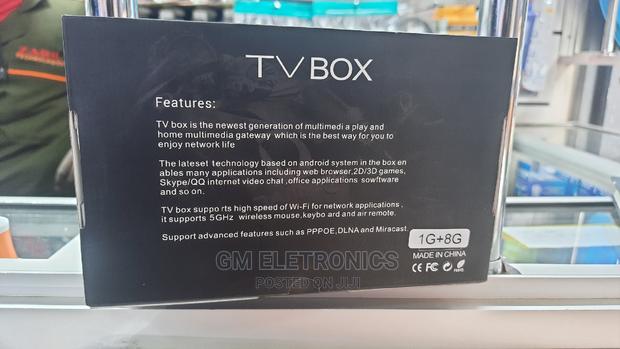 TV BOX
Features:
TV box is the newest generation of multimedi a play and
home multimedia gateway which is the best way for you to
enjoy network life
The lateset technology based on android system in the box en
ables many applications including web browser,2D/3D games,
Skype/QQ internet video chat ,office applications sowftware
and so on.
TV box suppo rts high speed of Wi-Fi for network applications ,
it supports 5GHz wireless mouse,keybo ard and air remote.
Support advanced features such as PPPOE,DLNA and Miracast.
1G+8G
MADE IN CHINA
CE FC
GM ELETRONICS
POSTED ON JIJI